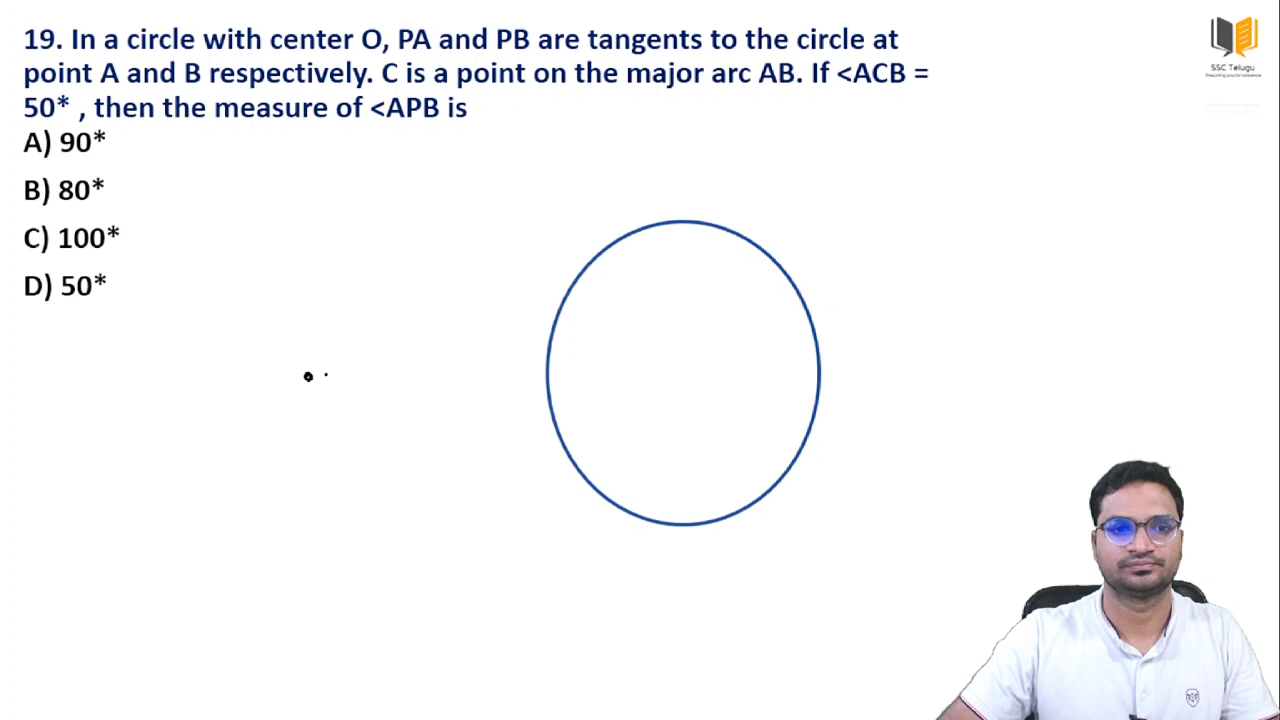 19. In a circle with center O, PA and PB are tangents to the circle at
point A and B respectively. C is a point on the major arc AB. If <ACB =
50* , then the measure of <APB is
A) 90*
B) 80*
C) 100*
D) 50*
SSC Telugu